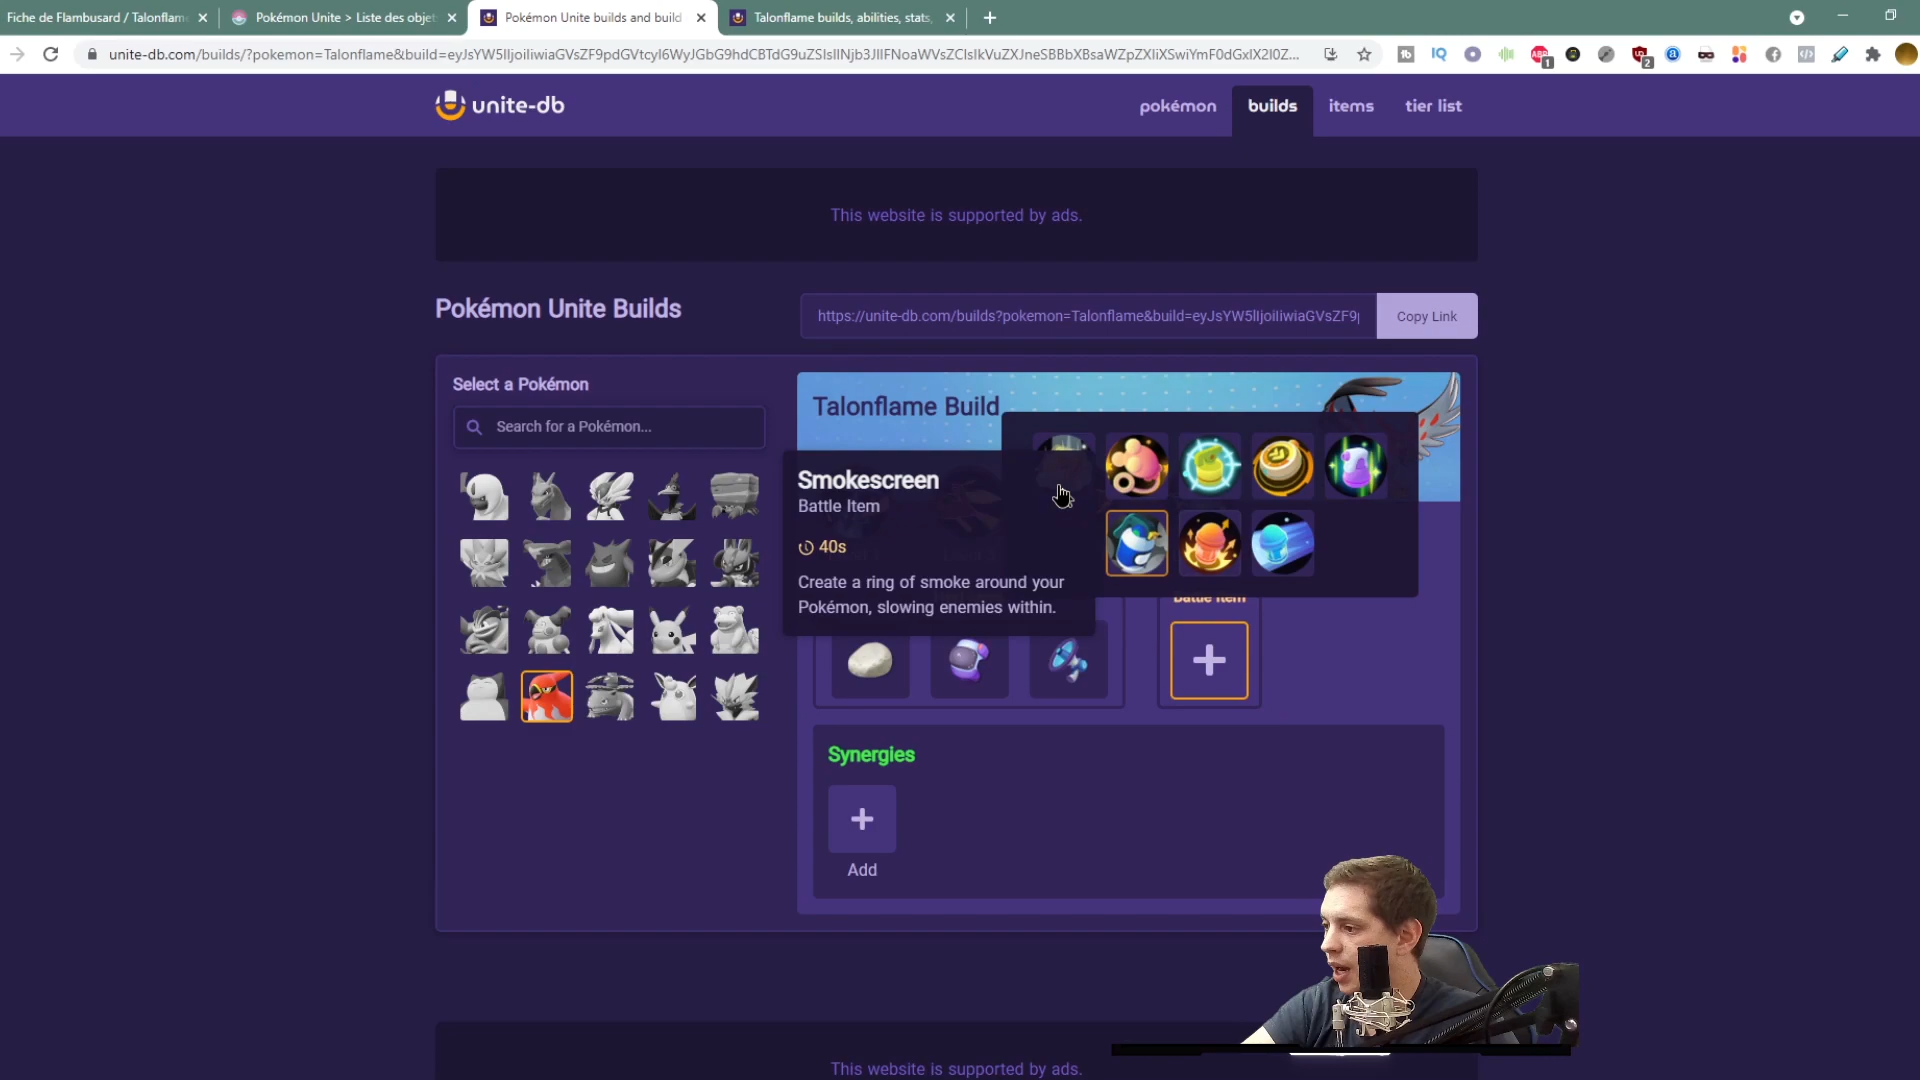 Fiche de Flambusard / Talonflame
Pokémon Unite > Liste des objet
Pokémon Unite builds and build
Talonflame builds, abilities, stats,
unite-db.com/builds/?pokemon=Talonflame&build=
unite-db
pokémon
builds
items
tier list
This website is supported by ads.
Pokémon Unite Builds
https://unite-db.com/builds?pokemon=Talonflame&build=
Copy Link
Select a Pokémon
Search for a Pokémon...
Talonflame Build
Smokescreen
Battle Item
40s
Create a ring of smoke around your
Pokémon, slowing enemies within.
Battle Item
Synergies
Add
This website is supported by ads.